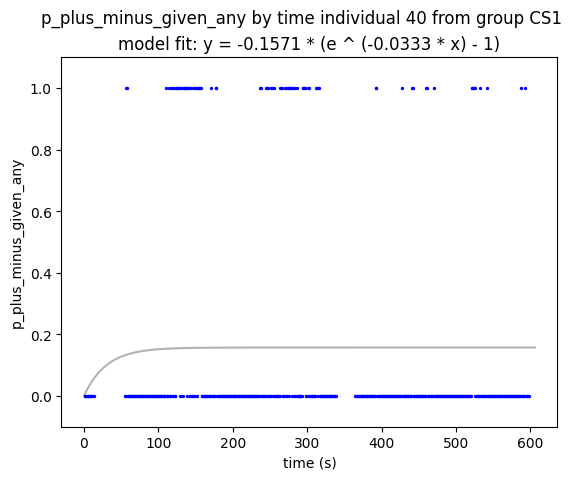 p_plus_minus_given_any by time individual 40 from group CS1
model fit: y = -0.1571 * (e ^ (-0.0333 * x) - 1)
1.0
0.8
0.6
0.4
0.2
0.0
p_plus_minus_given_any
0 100 200 300 400 500 600
time (s)